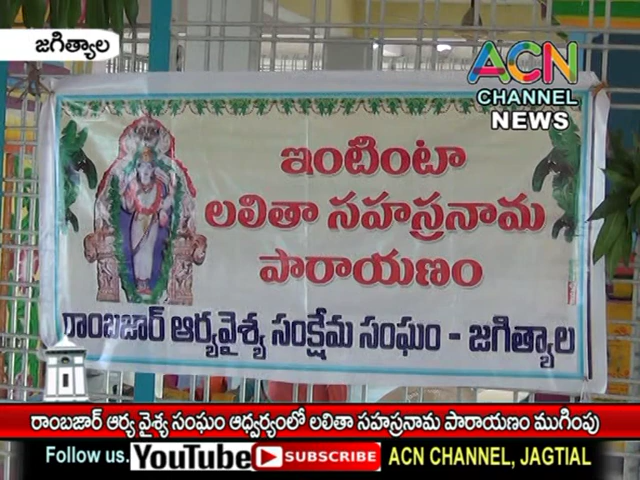 జగిత్యాల
ACN
CHANNEL
NEWS
ఇంటింటా
లలితా సహస్రనామ
పారాయణం
రాంబజార్ ఆర్యవైశ్య సంక్షేమ సంఘం - జగిత్యాల
రాంబజార్ ఆర్య వైశ్య సంఘం ఆధ్వర్యంలో లలితా సహస్రనామ పారాయణం ముగింపు
Follow us. YouTube SUBSCRIBE ACN CHANNEL, JAGTIAL